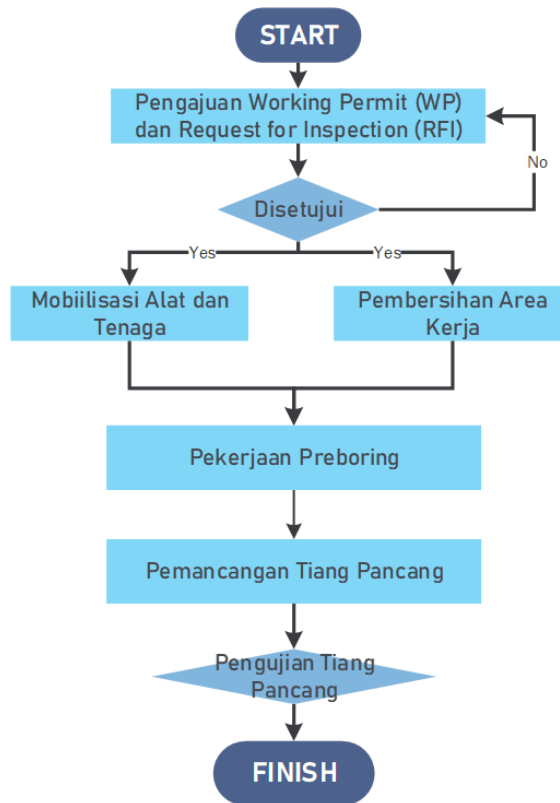 START
Pengajuan Working Permit (WP)
dan Request for Inspection (RFI)
No
Disetujui
Yes
Yes
Mobiilisasi Alat dan
Tenaga
Pembersihan Area
Kerja
Pekerjaan Preboring
Pemancangan Tiang Pancang
Pengujian Tiang
Pancang
FINISH